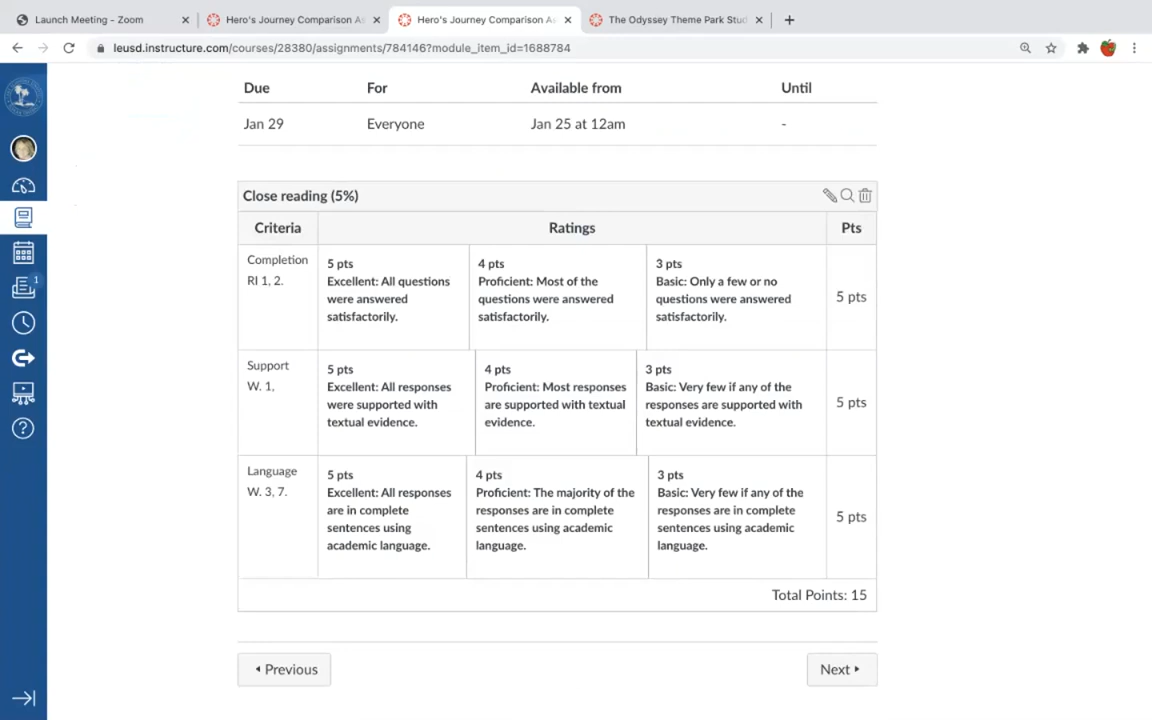 Launch Meeting - Zoom
Hero's Journey Comparison As
Hero's Journey Comparison As
The Odyssey Theme Park Stud
leusd.instructure.com/courses/28380/assignments/784146?module_item_id=1688784
Due For Available from Until
Jan 29 Everyone Jan 25 at 12am -
1
Close reading (5%)
Criteria Ratings Pts
Completion
RI 1, 2.
5 pts
Excellent: All questions
were answered
satisfactorily.
4 pts
Proficient: Most of the
questions were answered
satisfactorily.
3 pts
Basic: Only a few or no
questions were answered
satisfactorily.
5 pts
Support
W. 1,
5 pts
Excellent: All responses
were supported with
textual evidence.
4 pts
Proficient: Most responses
are supported with textual
evidence.
3 pts
Basic: Very few if any of the
responses are supported with
textual evidence.
5 pts
Language
W. 3, 7.
5 pts
Excellent: All responses
are in complete
sentences using
academic language.
4 pts
Proficient: The majority of the
responses are in complete
sentences using academic
language.
3 pts
Basic: Very few if any of the
responses are in complete
sentences using academic
language.
5 pts
Total Points: 15
Previous
Next